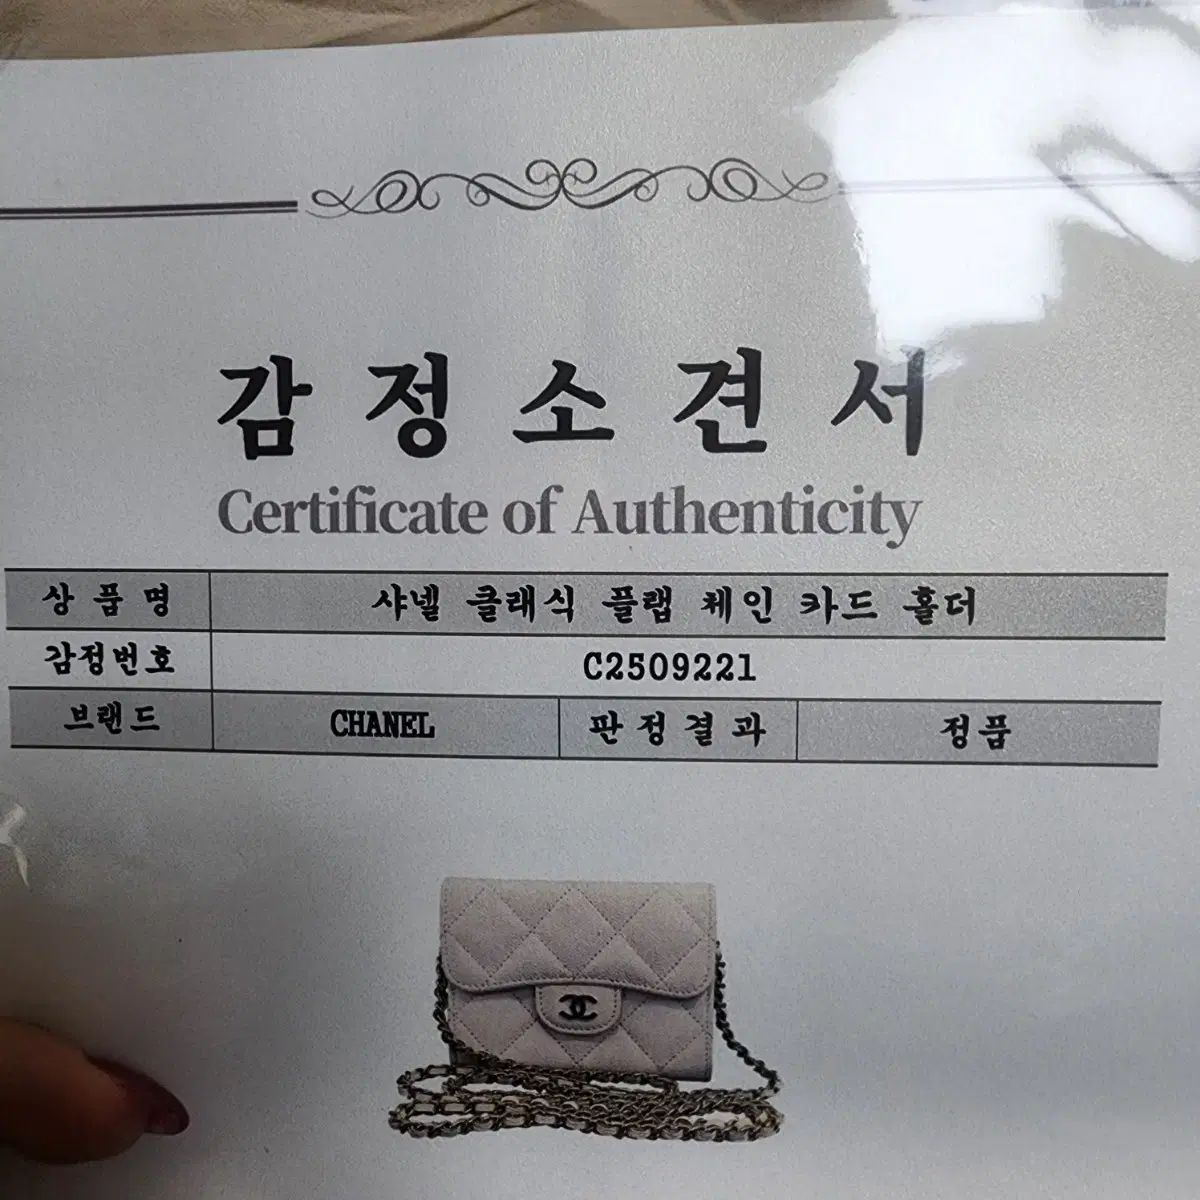 감정소견서
Certificate of Authenticity
상품명 샤넬 클래식 플랩 체인 카드 홀더
감정번호 C2509221
브랜드 CHANEL 판정결과 정품